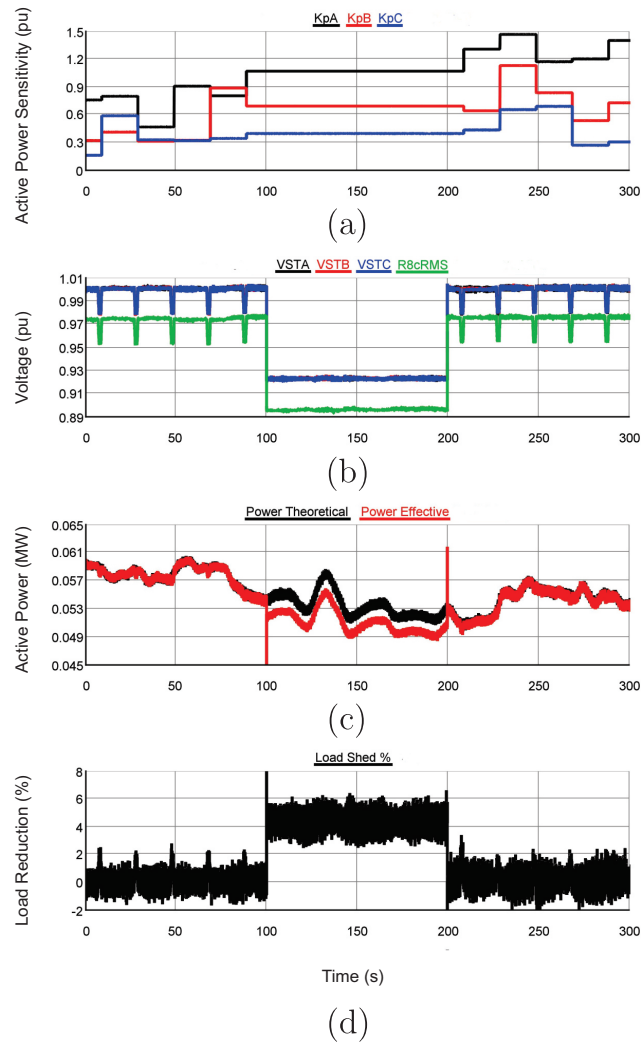 KpA KpB KpC
Active Power Sensitivity (pu)
1.5
1.2
0.9
0.6
0.3
0
0 50 100 150 200 250 300
(a)
VSTA VSTB VSTC R8cRMS
Voltage (pu)
1.01
0.99
0.97
0.95
0.93
0.91
0.89
0 50 100 150 200 250 300
(b)
Power Theoretical Power Effective
Active Power (MW)
0.065
0.061
0.057
0.053
0.049
0.045
0 50 100 150 200 250 300
(c)
Load Shed %
Load Reduction (%)
8
6
4
2
0
-2
0 50 100 150 200 250 300
Time (s)
(d)